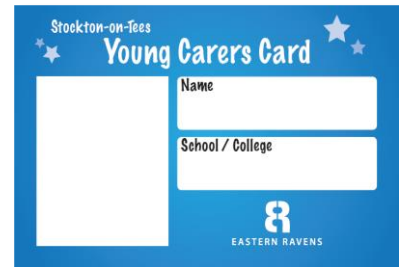 Stockton-on-Tees
Young Carers Card
Name
School / College
EASTERN RAVENS